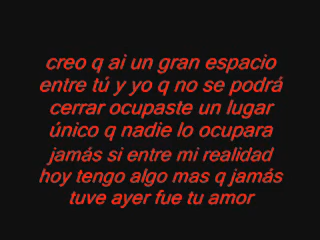 creo q ai un gran espacio
entre tú y yo q no se podrá
cerrar ocupaste un lugar
único q nadie lo ocupara
jamás si entre mi realidad
hoy tengo algo mas q jamás
tuve ayer fue tu amor